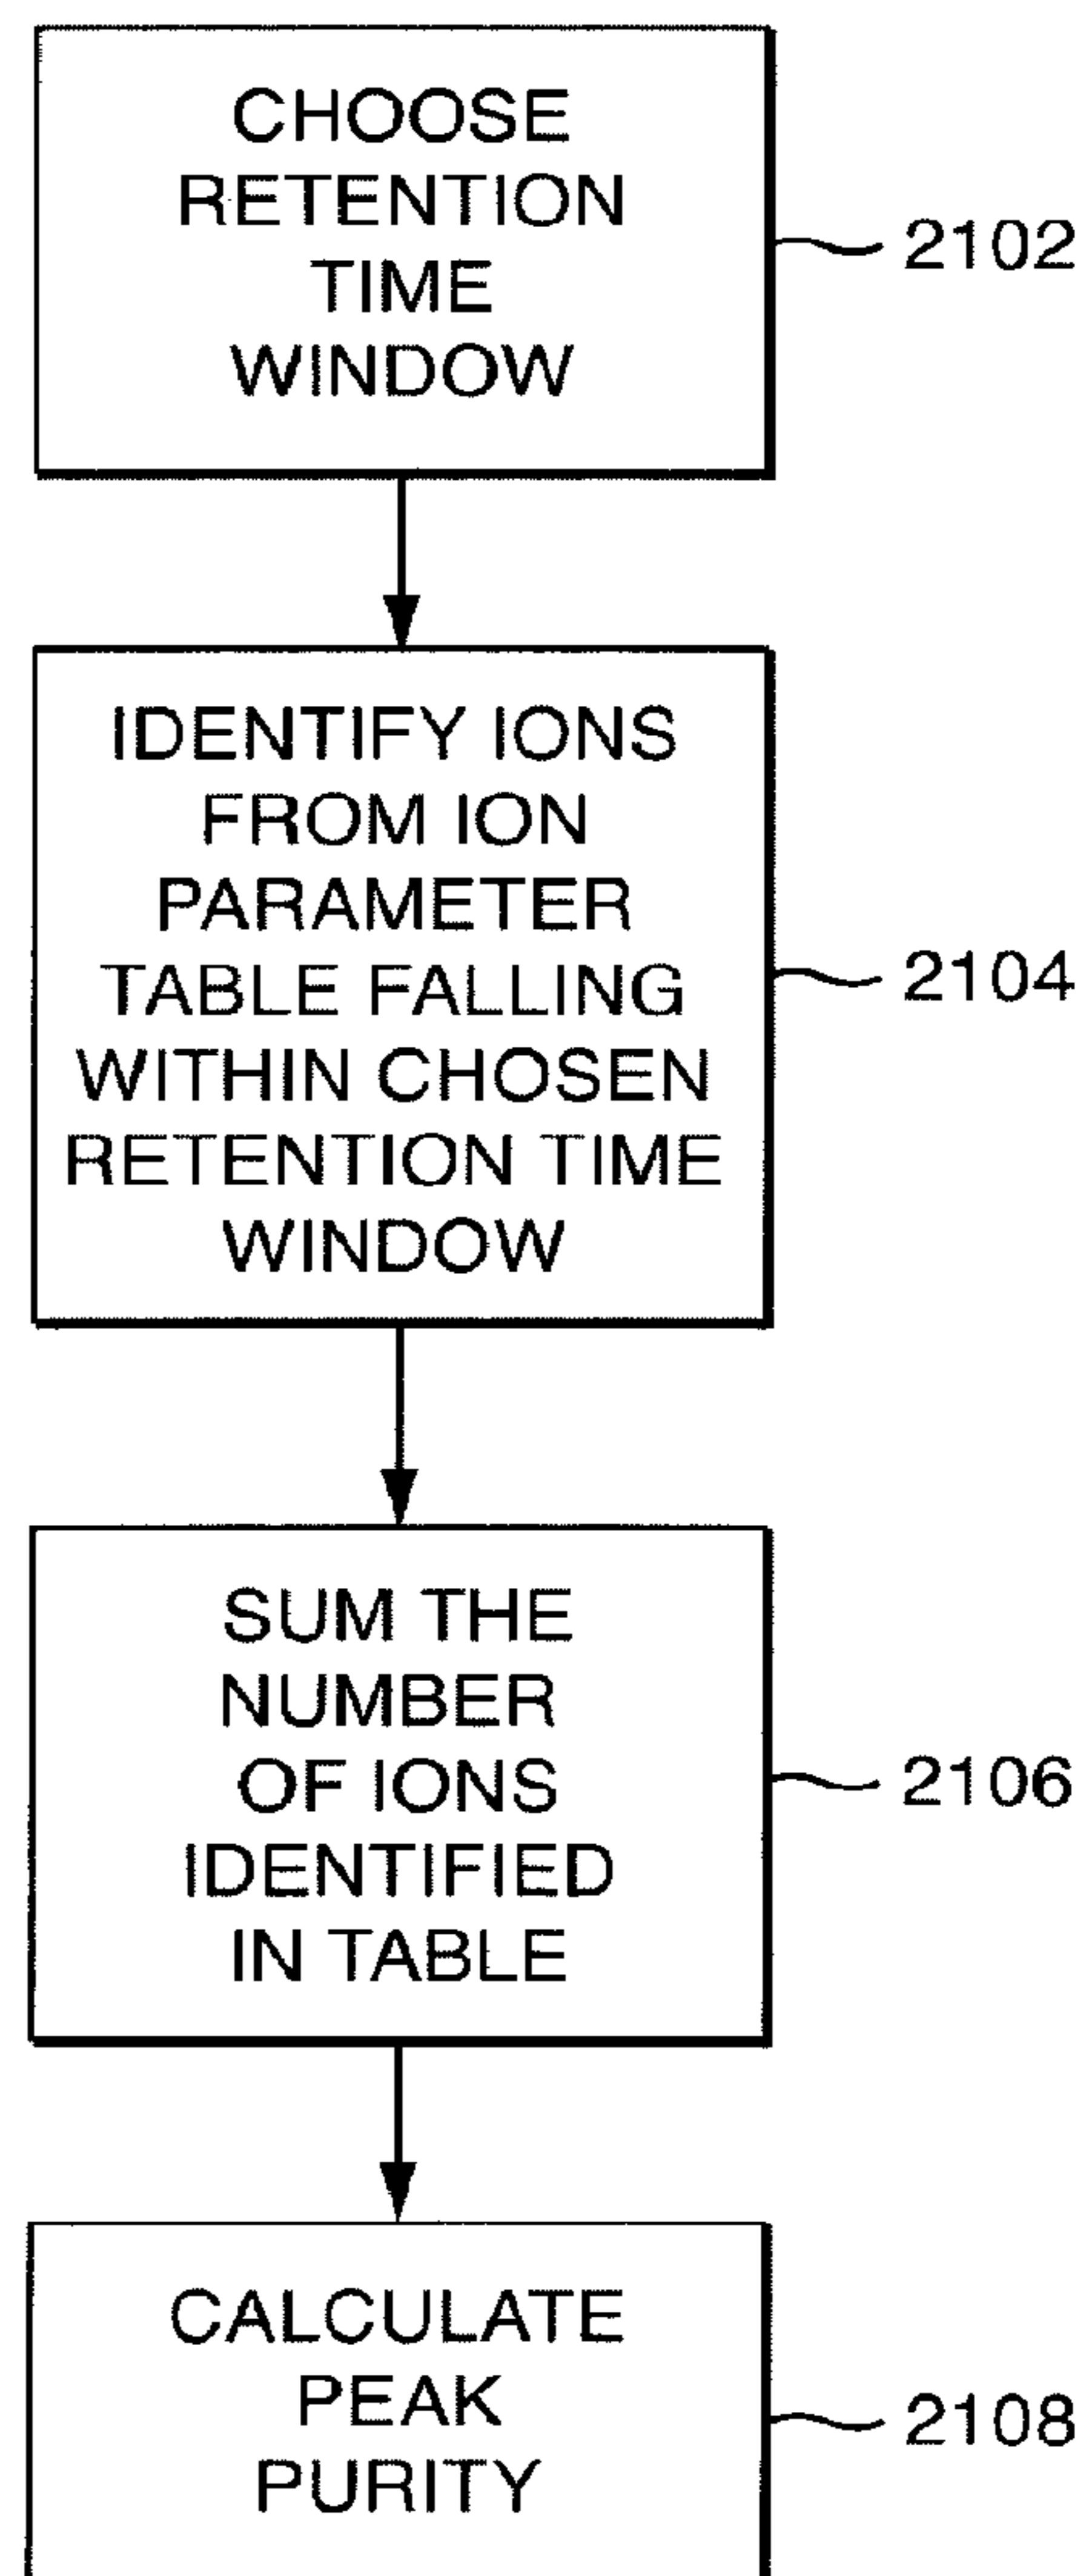 CHOOSE
RETENTION
TIME
WINDOW
2102
IDENTIFY IONS
FROM ION
PARAMETER
TABLE FALLING
WITHIN CHOSEN
RETENTION TIME
WINDOW
2104
SUM THE
NUMBER
OF IONS
IDENTIFIED
IN TABLE
2106
CALCULATE
PEAK
PURITY
2108